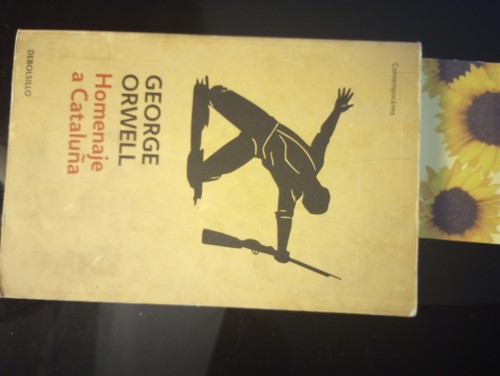 Contemporánea
GEORGE
ORWELL
Homenaje
a Cataluña
DEBOLSILLO